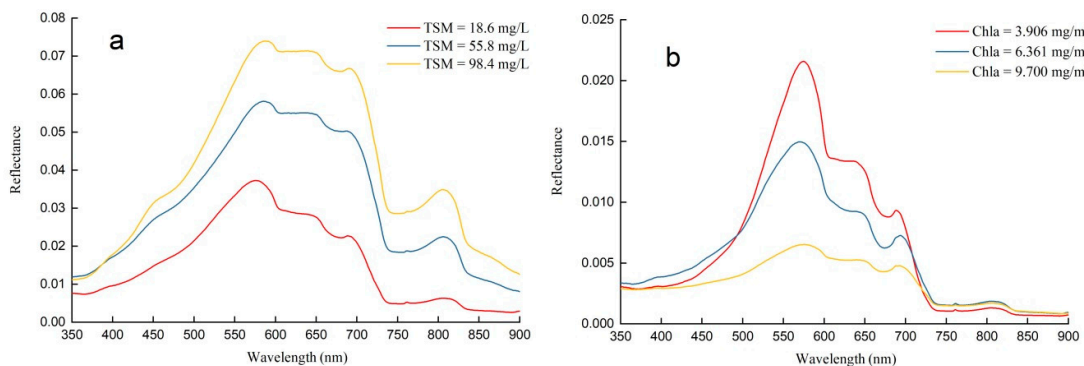 a
TSM = 18.6 mg/L
TSM = 55.8 mg/L
TSM = 98.4 mg/L
0.08
0.07
0.06
0.05
0.04
0.03
0.02
0.01
0.00
Reflectance
350 400 450 500 550 600 650 700 750 800 850 900
Wavelength (nm)
b
Chla = 3.906 mg/m
Chla = 6.361 mg/m
Chla = 9.700 mg/m
0.025
0.020
0.015
0.010
0.005
0.000
Reflectance
350 400 450 500 550 600 650 700 750 800 850 900
Wavelength (nm)